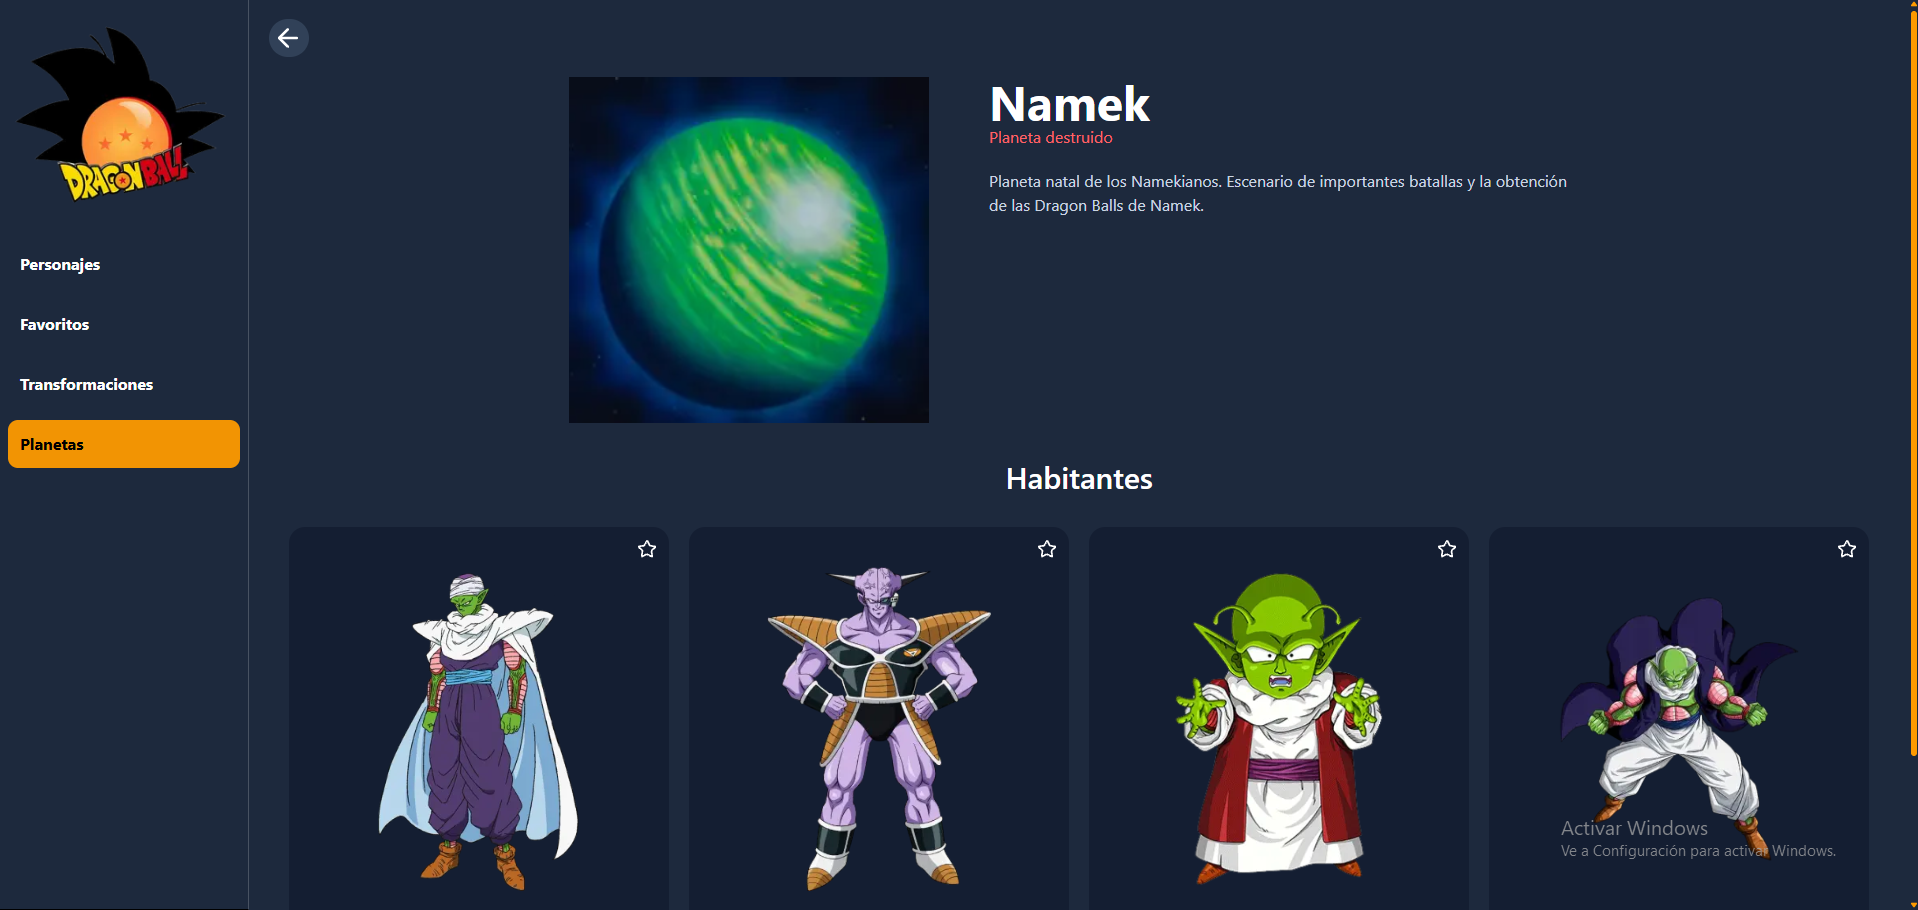 DRAGON BALL
Personajes
Favoritos
Transformaciones
Planetas
Namek
Planeta destruido
Planeta natal de los Namekianos. Escenario de importantes batallas y la obtención
de las Dragon Balls de Namek.
Habitantes
Activar Windows
Ve a Configuración para activar Windows.